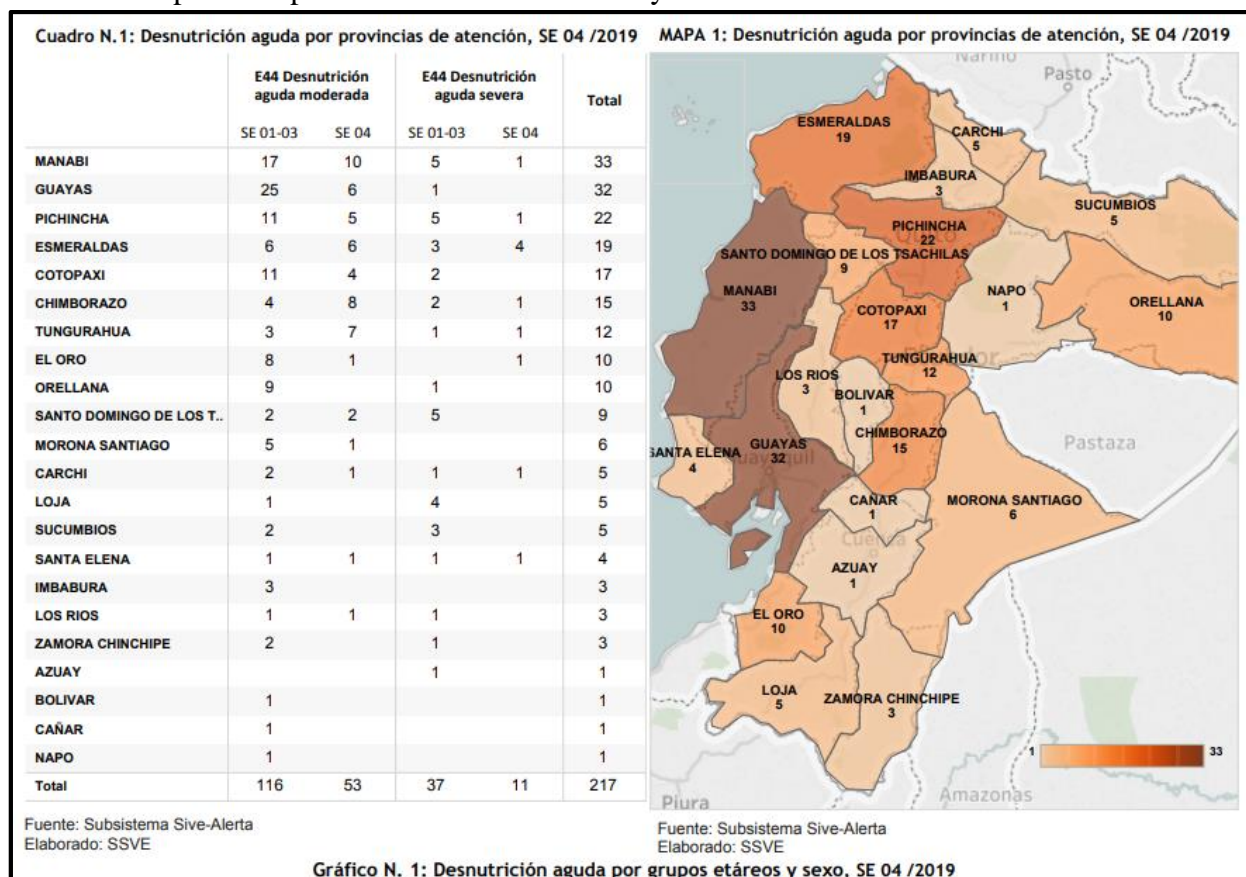 Cuadro N.1: Desnutrición aguda por provincias de atención, SE 04 /2019
E44 Desnutrición aguda moderada E44 Desnutrición aguda severa Total
SE 01-03 SE 04 SE 01-03 SE 04
MANABI 17 10 5 1 33
GUAYAS 25 6 1 32
PICHINCHA 11 5 5 1 22
ESMERALDAS 6 6 3 4 19
COTOPAXI 11 4 2 17
CHIMBORAZO 4 8 2 1 15
TUNGURAHUA 3 7 1 1 12
EL ORO 8 1 1 10
ORELLANA 9 1 10
SANTO DOMINGO DE LOS T.. 2 2 5 9
MORONA SANTIAGO 5 1 6
CARCHI 2 1 1 1 5
LOJA 1 4 5
SUCUMBIOS 2 3 5
SANTA ELENA 1 1 1 1 4
IMBABURA 3 3
LOS RIOS 1 1 1 3
ZAMORA CHINCHIPE 2 1 3
AZUAY 1 1
BOLIVAR 1 1
CAÑAR 1 1
NAPO 1 1
Total 116 53 37 11 217
Fuente: Subsistema Sive-Alerta
Elaborado: SSVE
MAPA 1: Desnutrición aguda por provincias de atención, SE 04 /2019
Nariño
Pasto
ESMERALDAS
19
CARCHI
5
IMBABURA
3
SUCUMBIOS
5
PICHINCHA
22
Quito
SANTO DOMINGO DE LOS TSACHILAS
9
MANABI
33
NAPO
1
ORELLANA
10
COTOPAXI
17
TUNGURAHUA
12
LOS RIOS
3
BOLIVAR
1
CHIMBORAZO
15
Pastaza
SANTA ELENA
4
GUAYAS
32
CAÑAR
1
MORONA SANTIAGO
6
Cuenca
AZUAY
1
EL ORO
10
LOJA
5
ZAMORA CHINCHIPE
3
1 33
Amazonas
Piura
Fuente: Subsistema Sive-Alerta
Elaborado: SSVE
Gráfico N. 1: Desnutrición aguda por grupos etáreos y sexo, SE 04 /2019